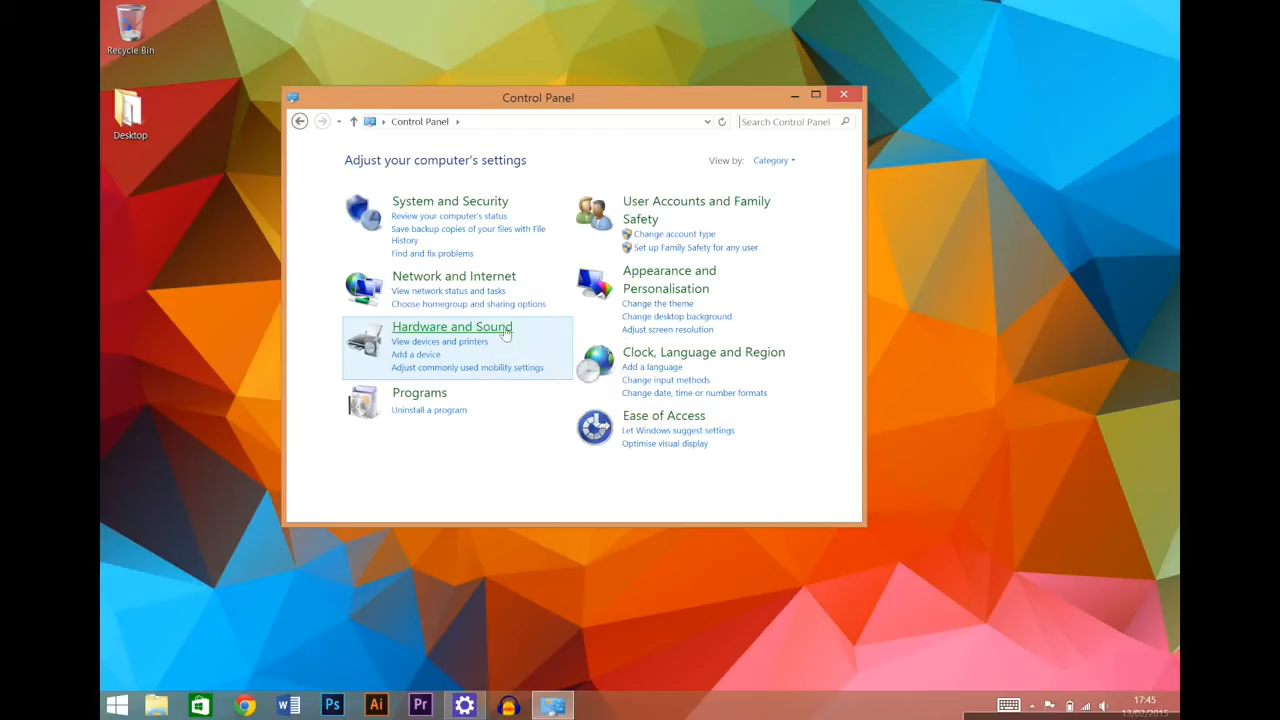 Recycle Bin
Desktop
Control Panel
Control Panel
Search Control Panel
Adjust your computer's settings
View by:
Category
System and Security
Review your computer's status
Save backup copies of your files with File
History
Find and fix problems
Network and Internet
View network status and tasks
Choose homegroup and sharing options
Hardware and Sound
View devices and printers
Add a device
Adjust commonly used mobility settings
Programs
Uninstall a program
User Accounts and Family
Safety
Change account type
Set up Family Safety for any user
Appearance and
Personalisation
Change the theme
Change desktop background
Adjust screen resolution
Clock, Language and Region
Add a language
Change input methods
Change date, time or number formats
Ease of Access
Let Windows suggest settings
Optimise visual display
Ps
Ai
Pr
17:45
13/02/2015